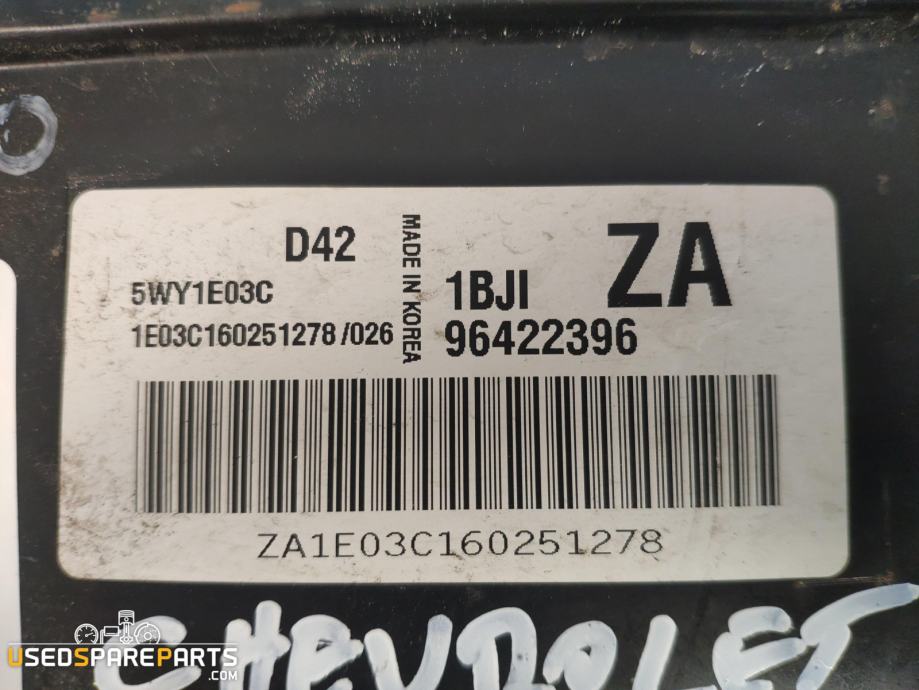 D42
5WY1E03C
1E03C160251278 /026
MADE IN KOREA
1BJI
ZA
96422396
ZA1E03C160251278
CHEVROLET
USEDSPAREPARTS
.COM